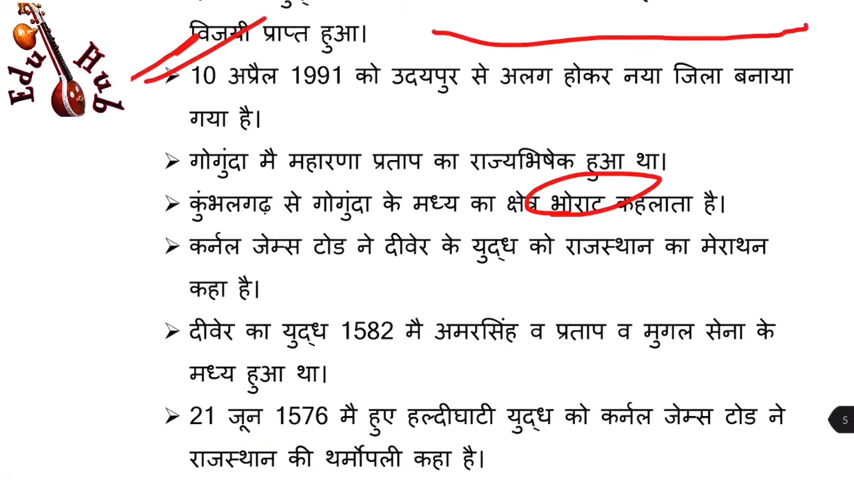 विजयी प्राप्त हुआ।
Edu Hub
➢ 10 अप्रैल 1991 को उदयपुर से अलग होकर नया जिला बनाया
गया है।
➢ गोगुंदा मै महारणा प्रताप का राज्यभिषेक हुआ था।
➢ कुंभलगढ़ से गोगुंदा के मध्य का क्षेत्र भोराट कहलाता है।
➢ कर्नल जेम्स टोड ने दीवेर के युद्ध को राजस्थान का मेराथन
कहा है।
➢ दीवेर का युद्ध 1582 मै अमरसिंह व प्रताप व मुगल सेना के
मध्य हुआ था।
➢ 21 जून 1576 मै हुए हल्दीघाटी युद्ध को कर्नल जेम्स टोड ने
राजस्थान की थर्मोपली कहा है।
5